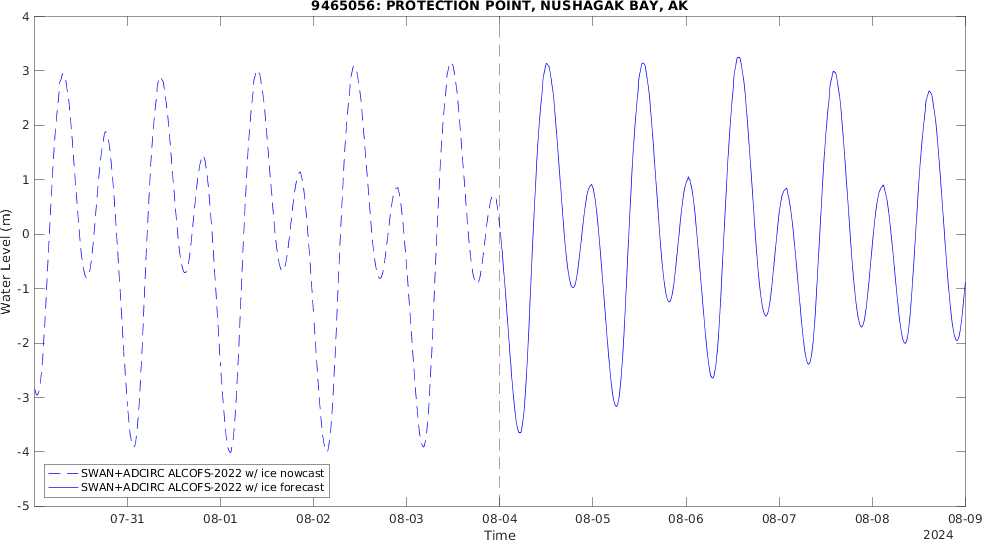 9465056: PROTECTION POINT, NUSHAGAK BAY, AK
4
3
2
1
0
-1
-2
-3
-4
-5
Water Level (m)
SWAN+ADCIRC ALCOFS-2022 w/ ice nowcast
SWAN+ADCIRC ALCOFS-2022 w/ ice forecast
07-31 08-01 08-02 08-03 08-04 08-05 08-06 08-07 08-08 08-09
Time
2024